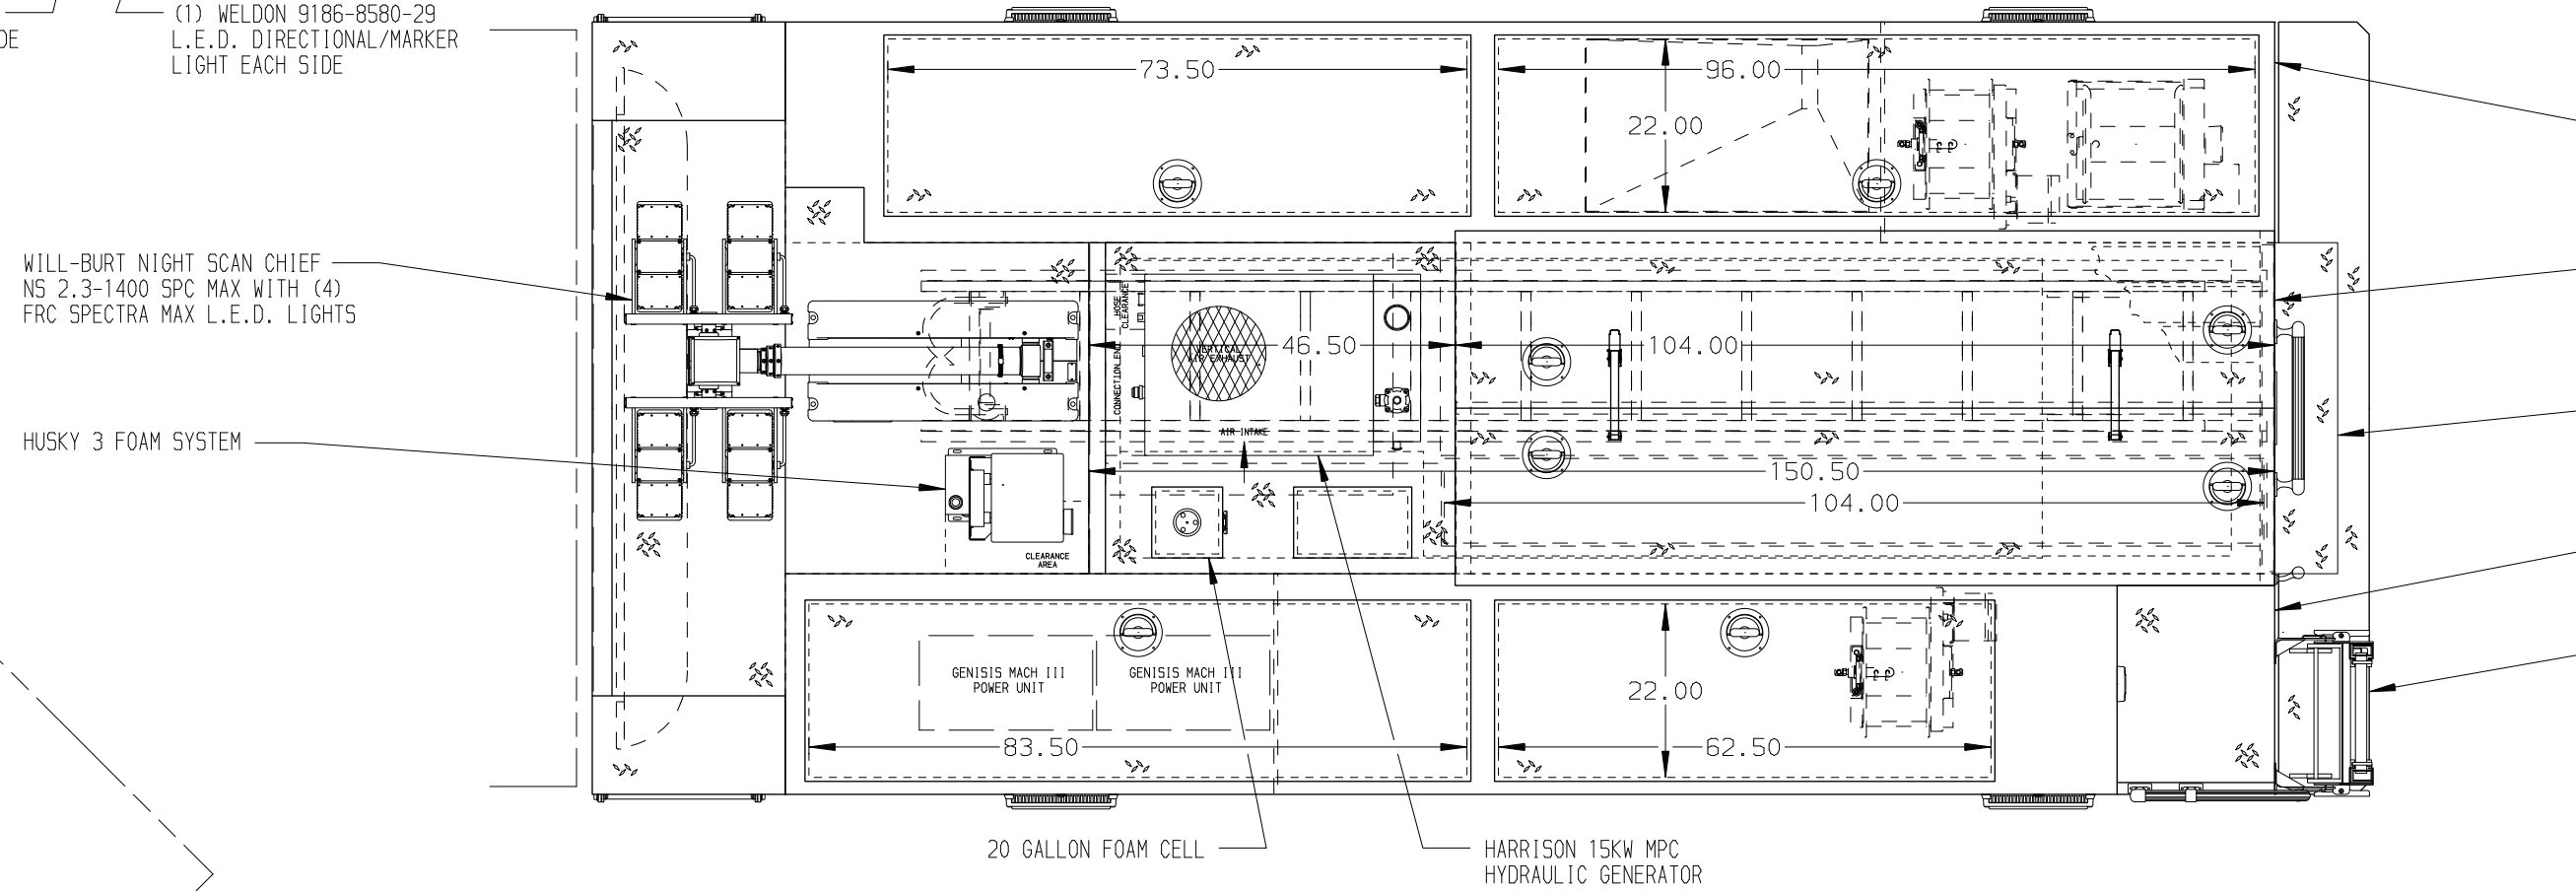 DE
(1) WELDON 9186-8580-29
L.E.D. DIRECTIONAL/MARKER
LIGHT EACH SIDE
73.50
96.00
22.00
WILL-BURT NIGHT SCAN CHIEF
NS 2.3-1400 SPC MAX WITH (4)
FRC SPECTRA MAX L.E.D. LIGHTS
HOSE
CLEARANCE
CONNECTION END
VERTICAL
AIR EXHAUST
46.50
104.00
AIR INTAKE
HUSKY 3 FOAM SYSTEM
150.50
104.00
CLEARANCE
AREA
GENISIS MACH III
POWER UNIT
GENISIS MACH III
POWER UNIT
22.00
83.50
62.50
20 GALLON FOAM CELL
HARRISON 15KW MPC
HYDRAULIC GENERATOR